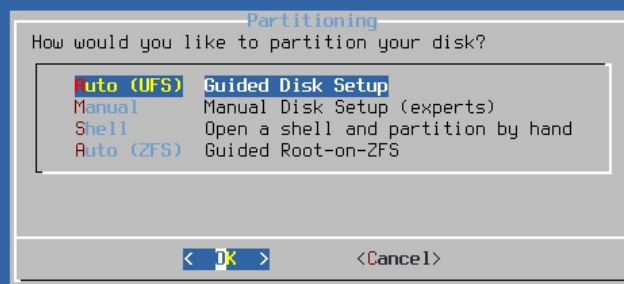 Partitioning
How would you like to partition your disk?
Auto (UFS) Guided Disk Setup
Manual Manual Disk Setup (experts)
Shell Open a shell and partition by hand
Auto (ZFS) Guided Root-on-ZFS
< OK > <Cancel>